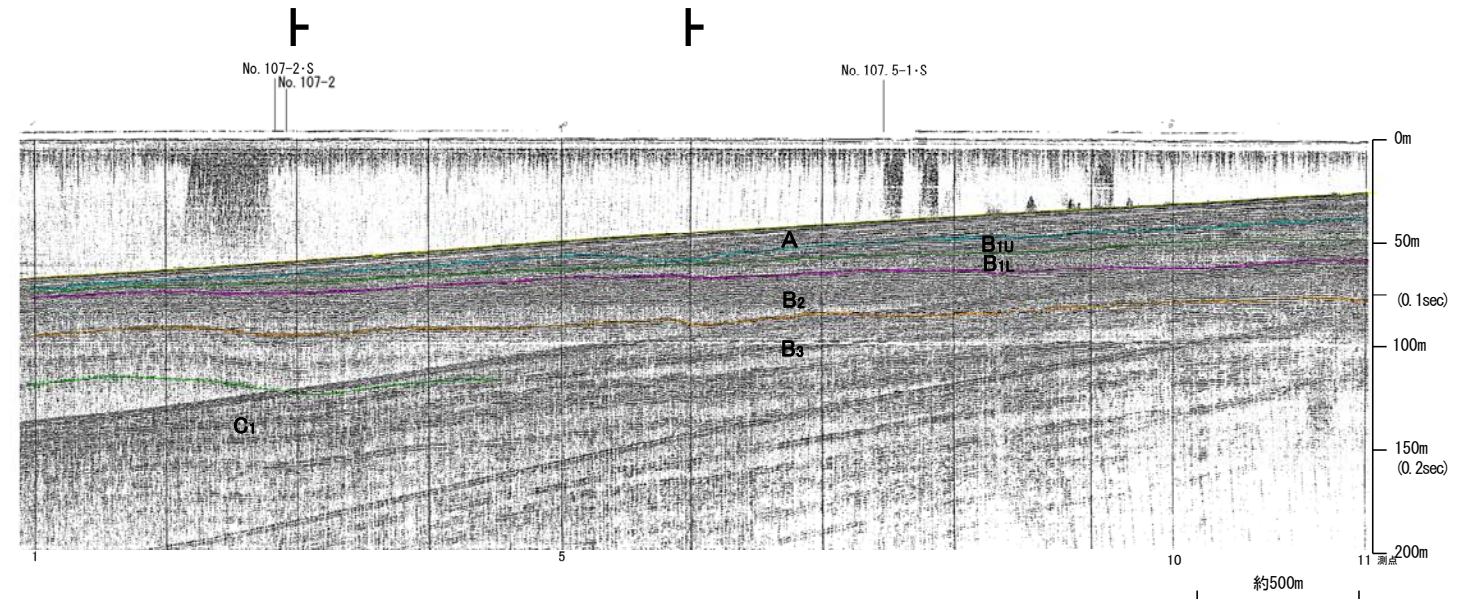 No. 107-2・S
No. 107-2
No. 107. 5-1・S
0m
A
B1U
50m
B1L
B2
(0.1sec)
B3
100m
C1
150m
(0.2sec)
200m
1
5
10
11
測点
約500m